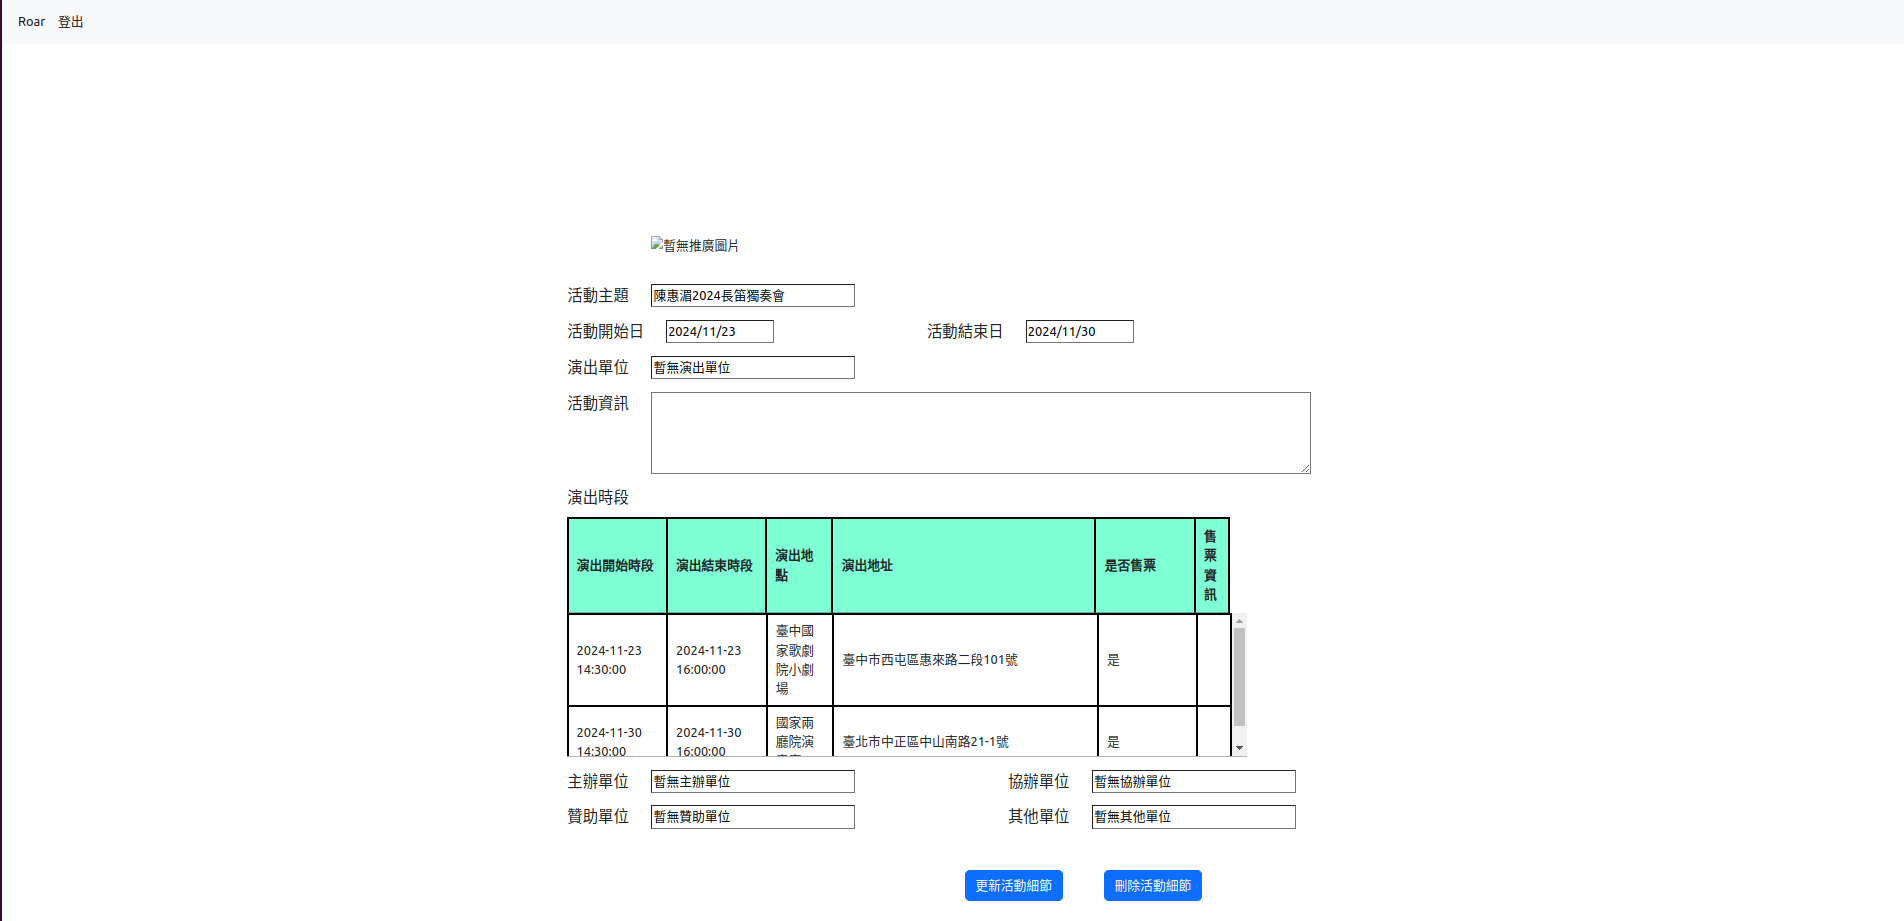 Roar 登出
暫無推廣圖片
活動主題 陳惠湄2024長笛獨奏會
活動開始日 2024/11/23 活動結束日 2024/11/30
演出單位 暫無演出單位
活動資訊
演出時段
演出開始時段 演出結束時段 演出地點 演出地址 是否售票 售票資訊
2024-11-23 14:30:00 2024-11-23 16:00:00 臺中國家歌劇院小劇場 臺中市西屯區惠來路二段101號 是
2024-11-30 14:30:00 2024-11-30 16:00:00 國家兩廳院演 臺北市中正區中山南路21-1號 是
主辦單位 暫無主辦單位 協辦單位 暫無協辦單位
贊助單位 暫無贊助單位 其他單位 暫無其他單位
更新活動細節 刪除活動細節